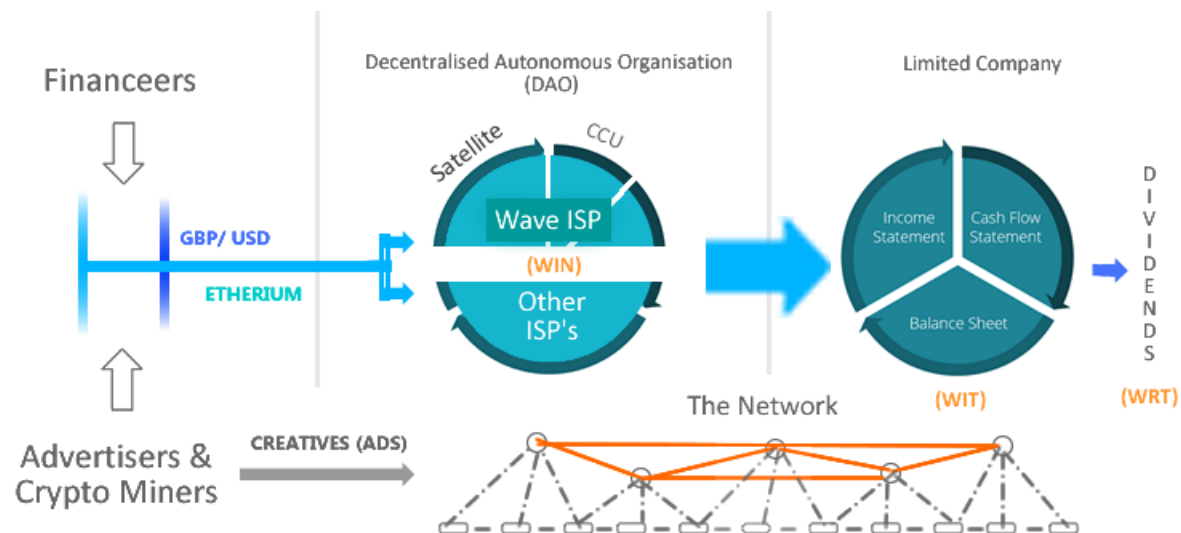 Financeers
GBP/ USD
ETHERIUM
Advertisers &
Crypto Miners
CREATIVES (ADS)
Decentralised Autonomous Organisation
(DAO)
Satellite
CCU
Wave ISP
(WIN)
Other
ISP's
Limited Company
Income
Statement
Cash Flow
Statement
Balance Sheet
(WIT)
DIVIDENDS
(WRT)
The Network